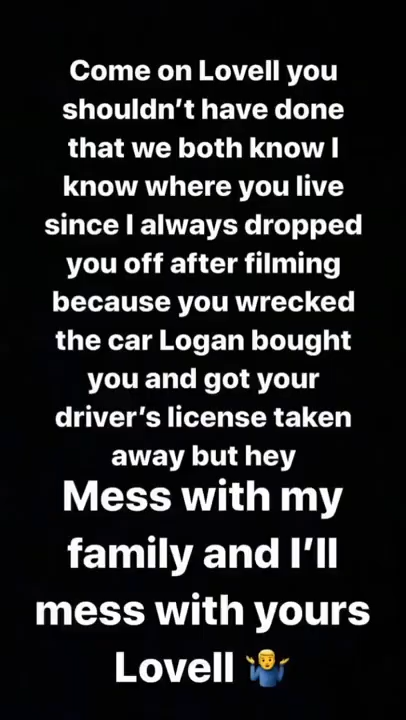 Come on Lovell you
shouldn't have done
that we both know I
know where you live
since I always dropped
you off after filming
because you wrecked
the car Logan bought
you and got your
driver's license taken
away but hey
Mess with my
family and I'll
mess with yours
Lovell 🤷‍♂️